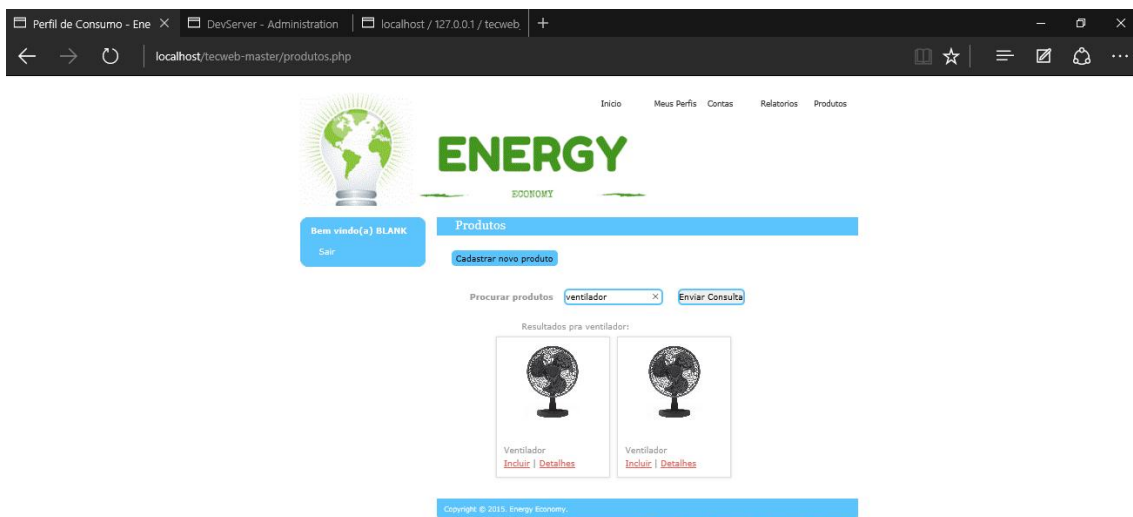 Perfil de Consumo - Ene
DevServer - Administration
localhost / 127.0.0.1 / tecweb
localhost/tecweb-master/produtos.php
Inicio Meus Perfis Contas Relatorios Produtos
ENERGY
ECONOMY
Bem vindo(a) BLANK
Sair
Produtos
Cadastrar novo produto
Procurar produtos ventilador Enviar Consulta
Resultados pra ventilador:
Ventilador Ventilador
Incluir | Detalhes Incluir | Detalhes
Copyright © 2015. Energy Economy.